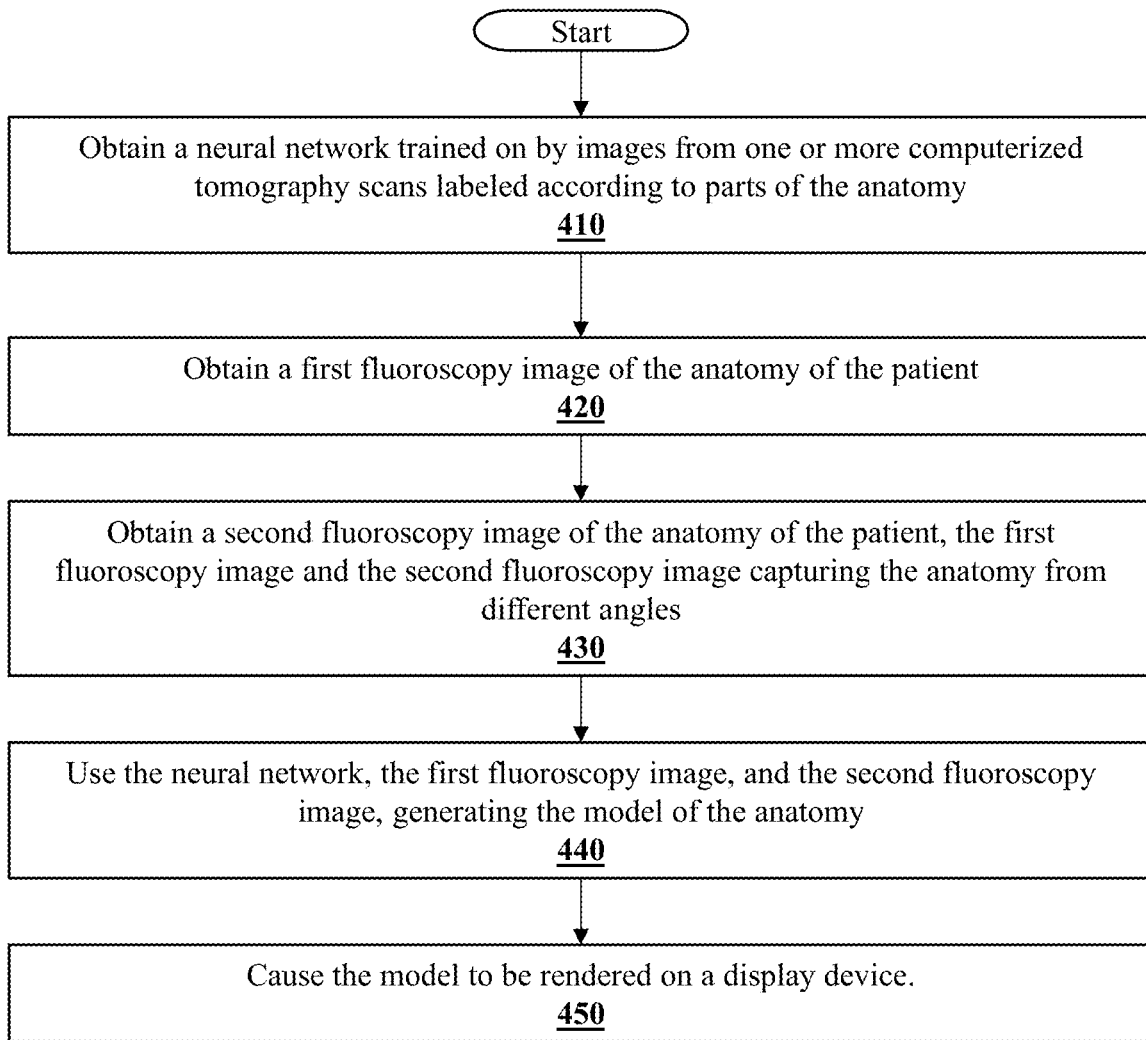 Start
Obtain a neural network trained on by images from one or more computerized
tomography scans labeled according to parts of the anatomy
410
Obtain a first fluoroscopy image of the anatomy of the patient
420
Obtain a second fluoroscopy image of the anatomy of the patient, the first
fluoroscopy image and the second fluoroscopy image capturing the anatomy from
different angles
430
Use the neural network, the first fluoroscopy image, and the second fluoroscopy
image, generating the model of the anatomy
440
Cause the model to be rendered on a display device.
450